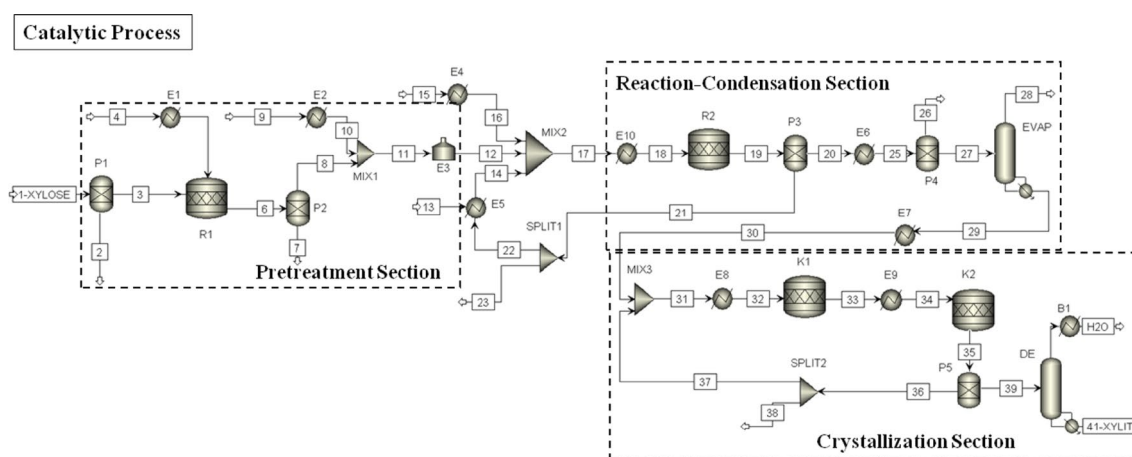 Catalytic Process
15
E4
4
E1
9
E2
10
16
MIX2
P1
8
MIX1
11
E3
12
14
17
1-XYLOSE
3
R1
6
P2
7
2
13
E5
Pretreatment Section
SPLIT1
22
23
21
Reaction-Condensation Section
E10
18
R2
19
P3
20
E6
25
26
P4
27
28
EVAP
30
E7
29
MIX3
31
E8
32
K1
33
E9
34
K2
35
P5
36
SPLIT2
37
38
39
DE
B1
H2O
41-XYLIT
Crystallization Section